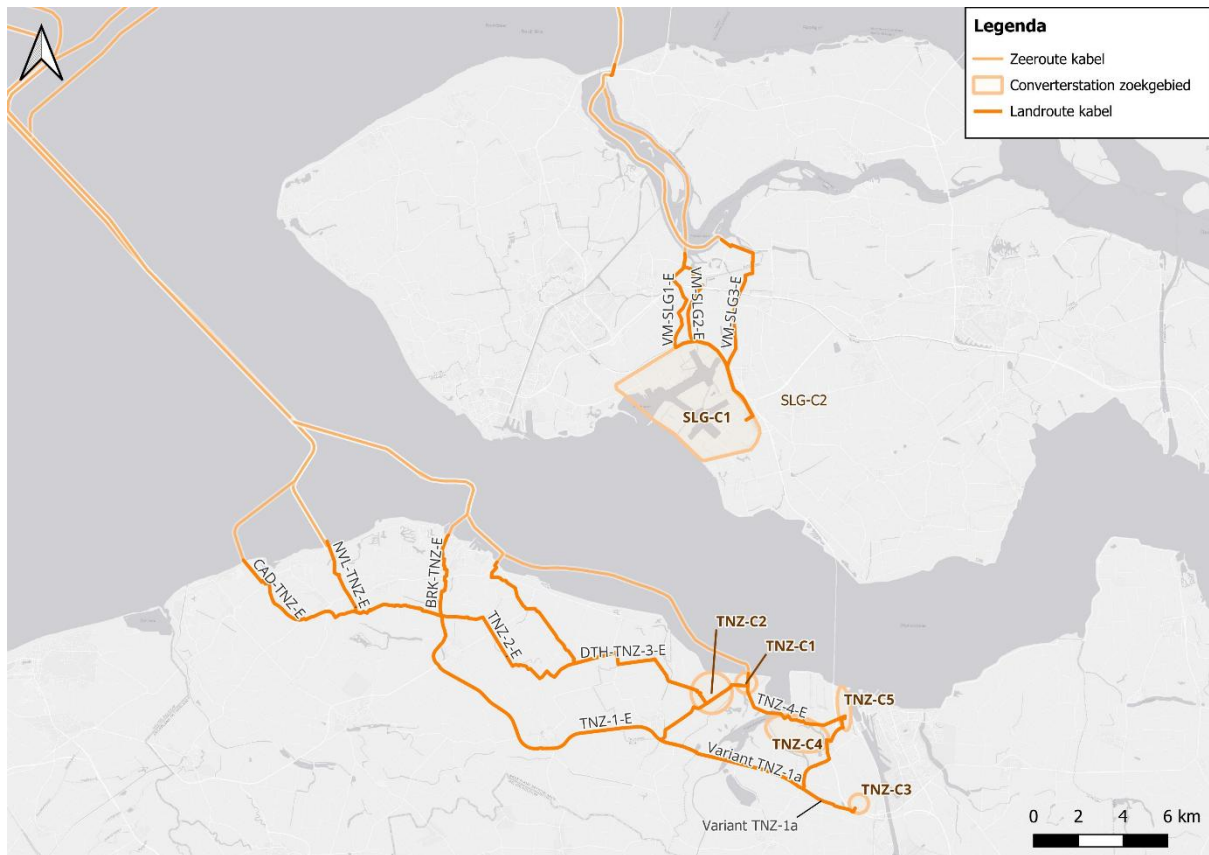 Legenda
Zeeroute kabel
Converterstation zoekgebied
Landroute kabel
VM-SLG1-E
VM-SLG2-E
VM-SLG3-E
SLG-C2
SLG-C1
CAD-TNZ-E
NVL-TNZ-E
BRK-TNZ-E
TNZ-2-E
DTH-TNZ-3-E
TNZ-C2
TNZ-C1
TNZ-4-E
TNZ-C5
TNZ-1-E
TNZ-C4
Variant TNZ-1a
TNZ-C3
Variant TNZ-1a
0 2 4 6 km